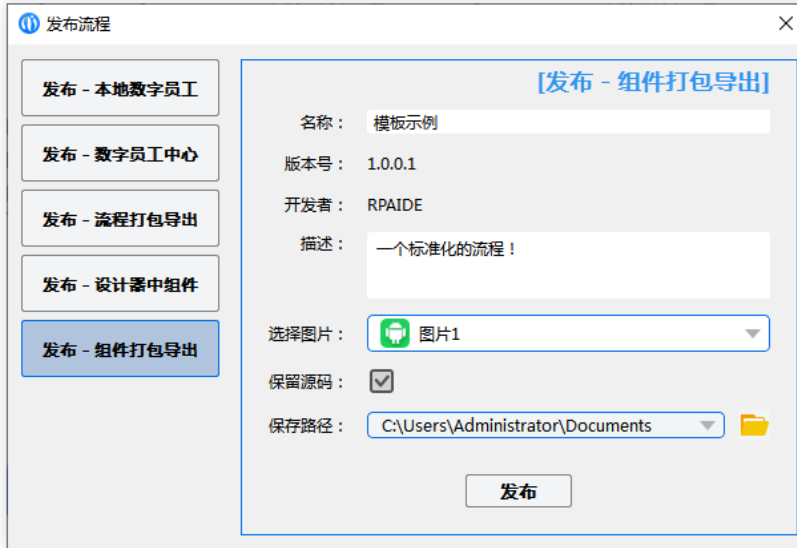 发布流程
发布 - 本地数字员工
发布 - 数字员工中心
发布 - 流程打包导出
发布 - 设计器中组件
发布 - 组件打包导出
[发布 - 组件打包导出]
名称： 模板示例
版本号： 1.0.0.1
开发者： RPAIDE
描述： 一个标准化的流程！
选择图片： 图片1
保留源码：
保存路径： C:\Users\Administrator\Documents
发布